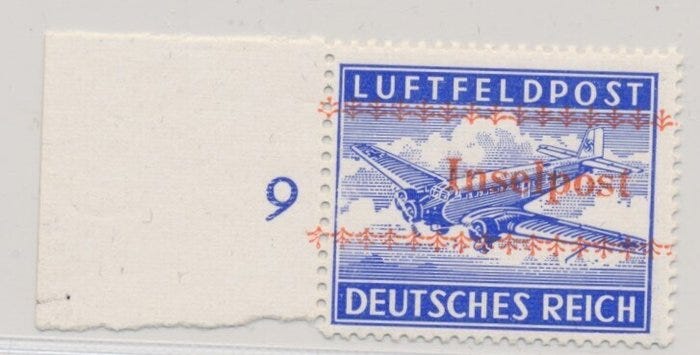 LUFTFELDPOST
Inselpost
9
DEUTSCHES REICH